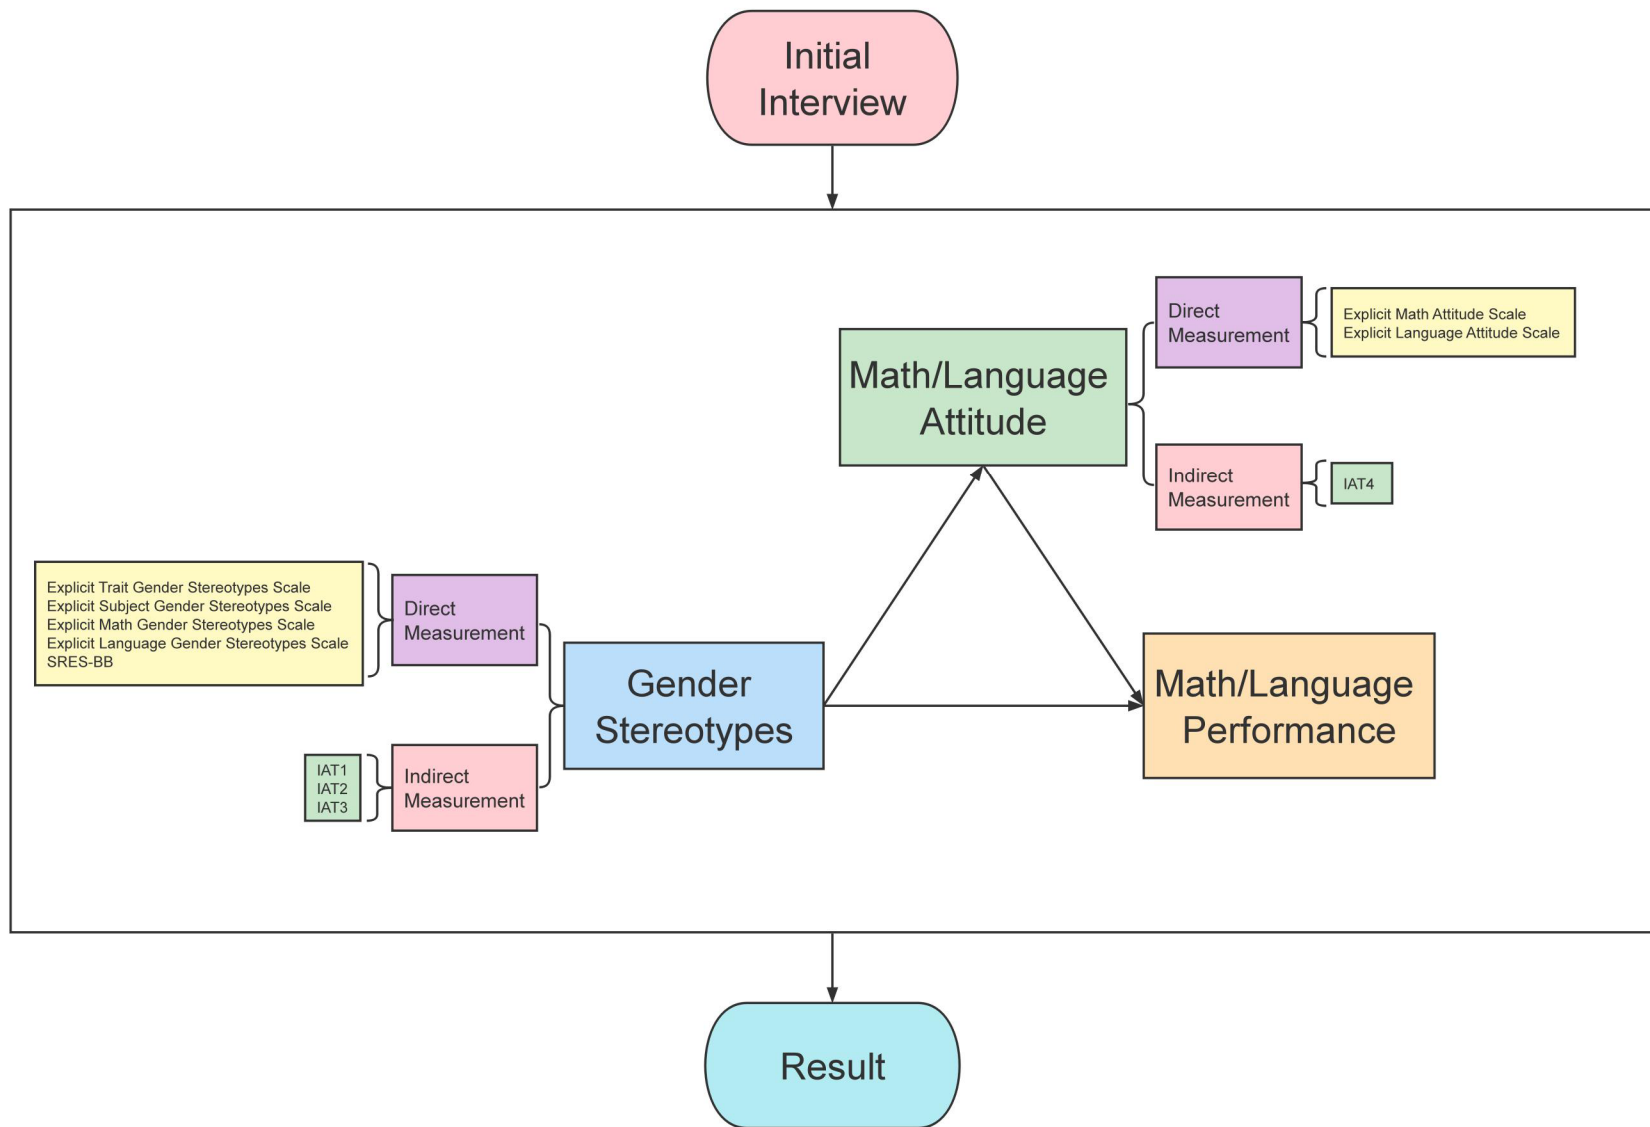 Initial
Interview
Direct
Measurement
Explicit Math Attitude Scale
Explicit Language Attitude Scale
Math/Language
Attitude
Indirect
Measurement
IAT4
Explicit Trait Gender Stereotypes Scale
Explicit Subject Gender Stereotypes Scale
Explicit Math Gender Stereotypes Scale
Explicit Language Gender Stereotypes Scale
SRES-BB
Direct
Measurement
Gender
Stereotypes
Math/Language
Performance
IAT1
IAT2
IAT3
Indirect
Measurement
Result